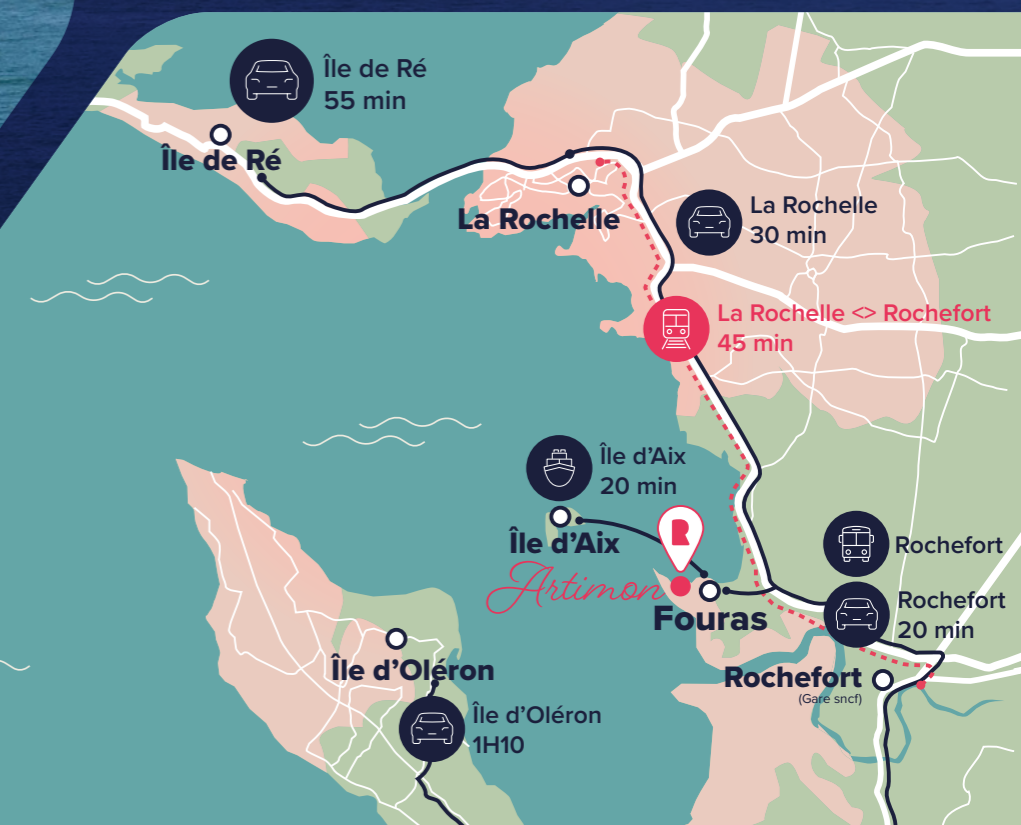 Île de Ré
55 min
Île de Ré
La Rochelle
La Rochelle
30 min
La Rochelle <> Rochefort
45 min
Île d'Aix
20 min
R
Île d'Aix
Artimon
Fouras
Rochefort
Rochefort
20 min
Rochefort
(Gare sncf)
Île d'Oléron
Île d'Oléron
1H10